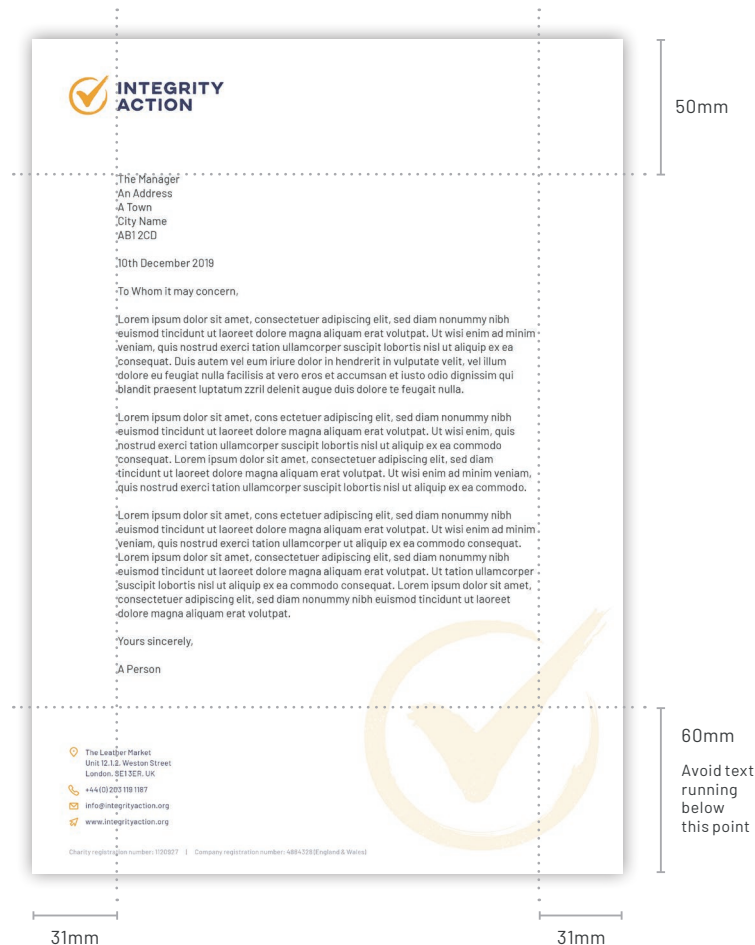 INTEGRITY
ACTION
50mm
The Manager
An Address
A Town
City Name
AB1 2CD
10th December 2019
To Whom it may concern,
Lorem ipsum dolor sit amet, consectetuer adipiscing elit, sed diam nonummy nibh
euismod tincidunt ut laoreet dolore magna aliquam erat volutpat. Ut wisi enim ad minim
veniam, quis nostrud exerci tation ullamcorper suscipit lobortis nisl ut aliquip ex ea
consequat. Duis autem vel eum iriure dolor in hendrerit in vulputate velit, vel illum
dolore eu feugiat nulla facilisis at vero eros et accumsan et iusto odio dignissim qui
blandit praesent luptatum zzril delenit augue duis dolore te feugait nulla.
Lorem ipsum dolor sit amet, cons ectetuer adipiscing elit, sed diam nonummy nibh
euismod tincidunt ut laoreet dolore magna aliquam erat volutpat. Ut wisi enim, quis
nostrud exerci tation ullamcorper suscipit lobortis nisl ut aliquip ex ea commodo
consequat. Lorem ipsum dolor sit amet, consectetuer adipiscing elit, sed diam
tincidunt ut laoreet dolore magna aliquam erat volutpat. Ut wisi enim ad minim veniam,
quis nostrud exerci tation ullamcorper suscipit lobortis nisl ut aliquip ex ea commodo.
Lorem ipsum dolor sit amet, cons ectetuer adipiscing elit, sed diam nonummy nibh
euismod tincidunt ut laoreet dolore magna aliquam erat volutpat. Ut wisi enim ad minim
veniam, quis nostrud exerci tation ullamcorper ut aliquip ex ea commodo consequat.
Lorem ipsum dolor sit amet, consectetuer adipiscing elit, sed diam nonummy nibh
euismod tincidunt ut laoreet dolore magna aliquam erat volutpat. Ut tation ullamcorper
suscipit lobortis nisl ut aliquip ex ea commodo consequat. Lorem ipsum dolor sit amet,
consectetuer adipiscing elit, sed diam nonummy nibh euismod tincidunt ut laoreet
dolore magna aliquam erat volutpat.
Yours sincerely,
A Person
60mm
Avoid text
running
below
this point
The Leather Market
Unit 12.1.2, Weston Street
London, SE1 3ER, UK
+44 (0) 203 119 1187
info@integrityaction.org
www.integrityaction.org
Charity registration number: 1130927 | Company registration number: 4884328 (England & Wales)
31mm
31mm